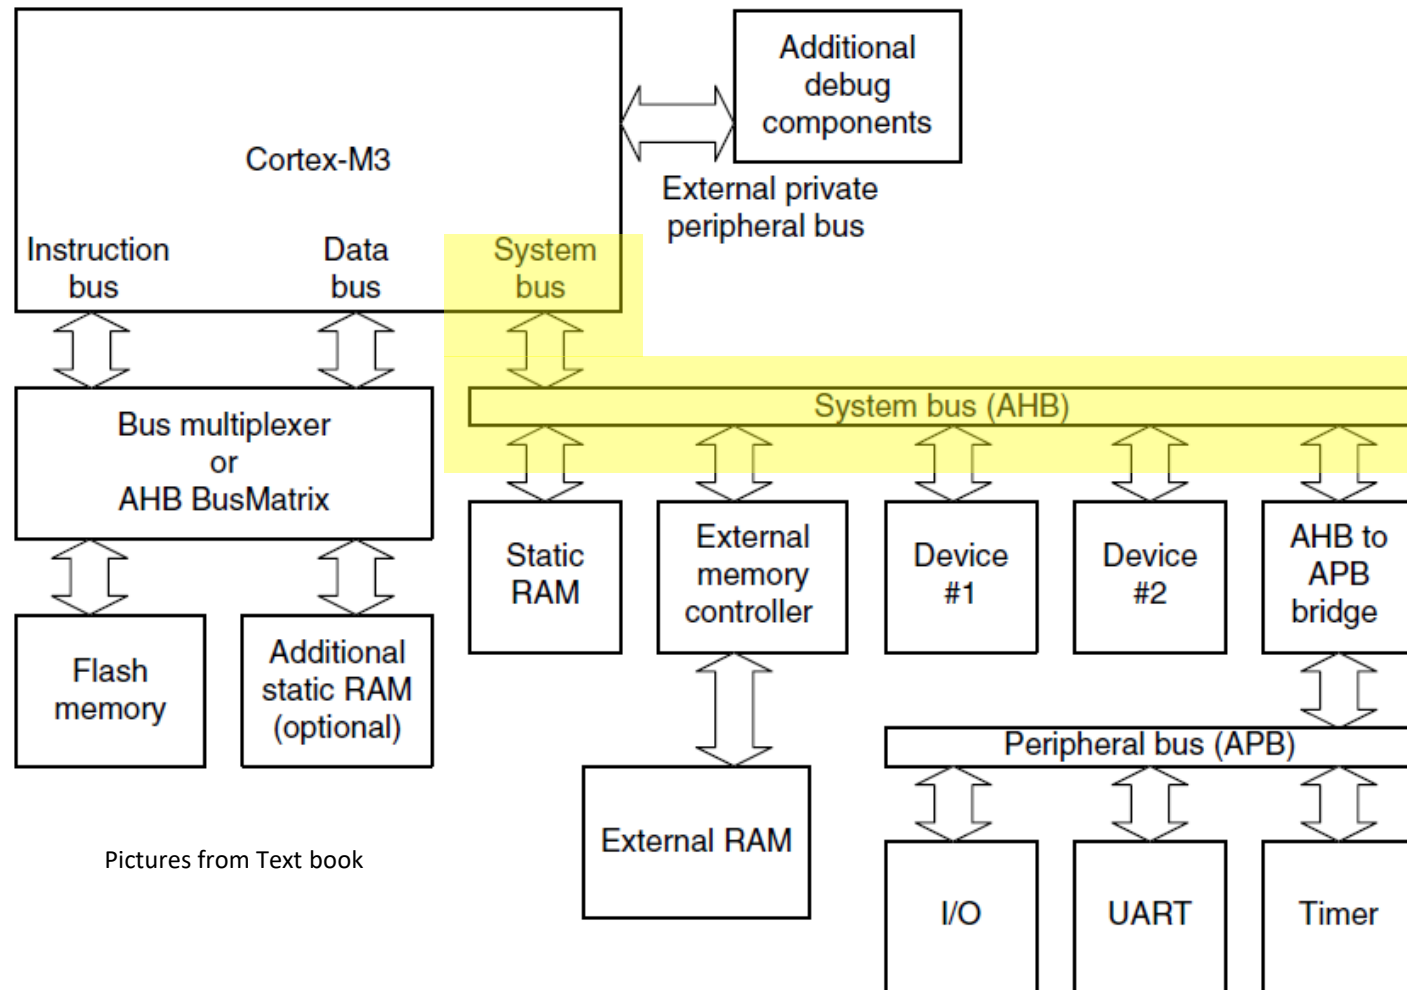 Additional
debug
components
Cortex-M3
External private
peripheral bus
Instruction
bus
Data
bus
System
bus
System bus (AHB)
Bus multiplexer
or
AHB BusMatrix
Static
RAM
External
memory
controller
Device
#1
Device
#2
AHB to
APB
bridge
Flash
memory
Additional
static RAM
(optional)
Peripheral bus (APB)
External RAM
Pictures from Text book
I/O
UART
Timer